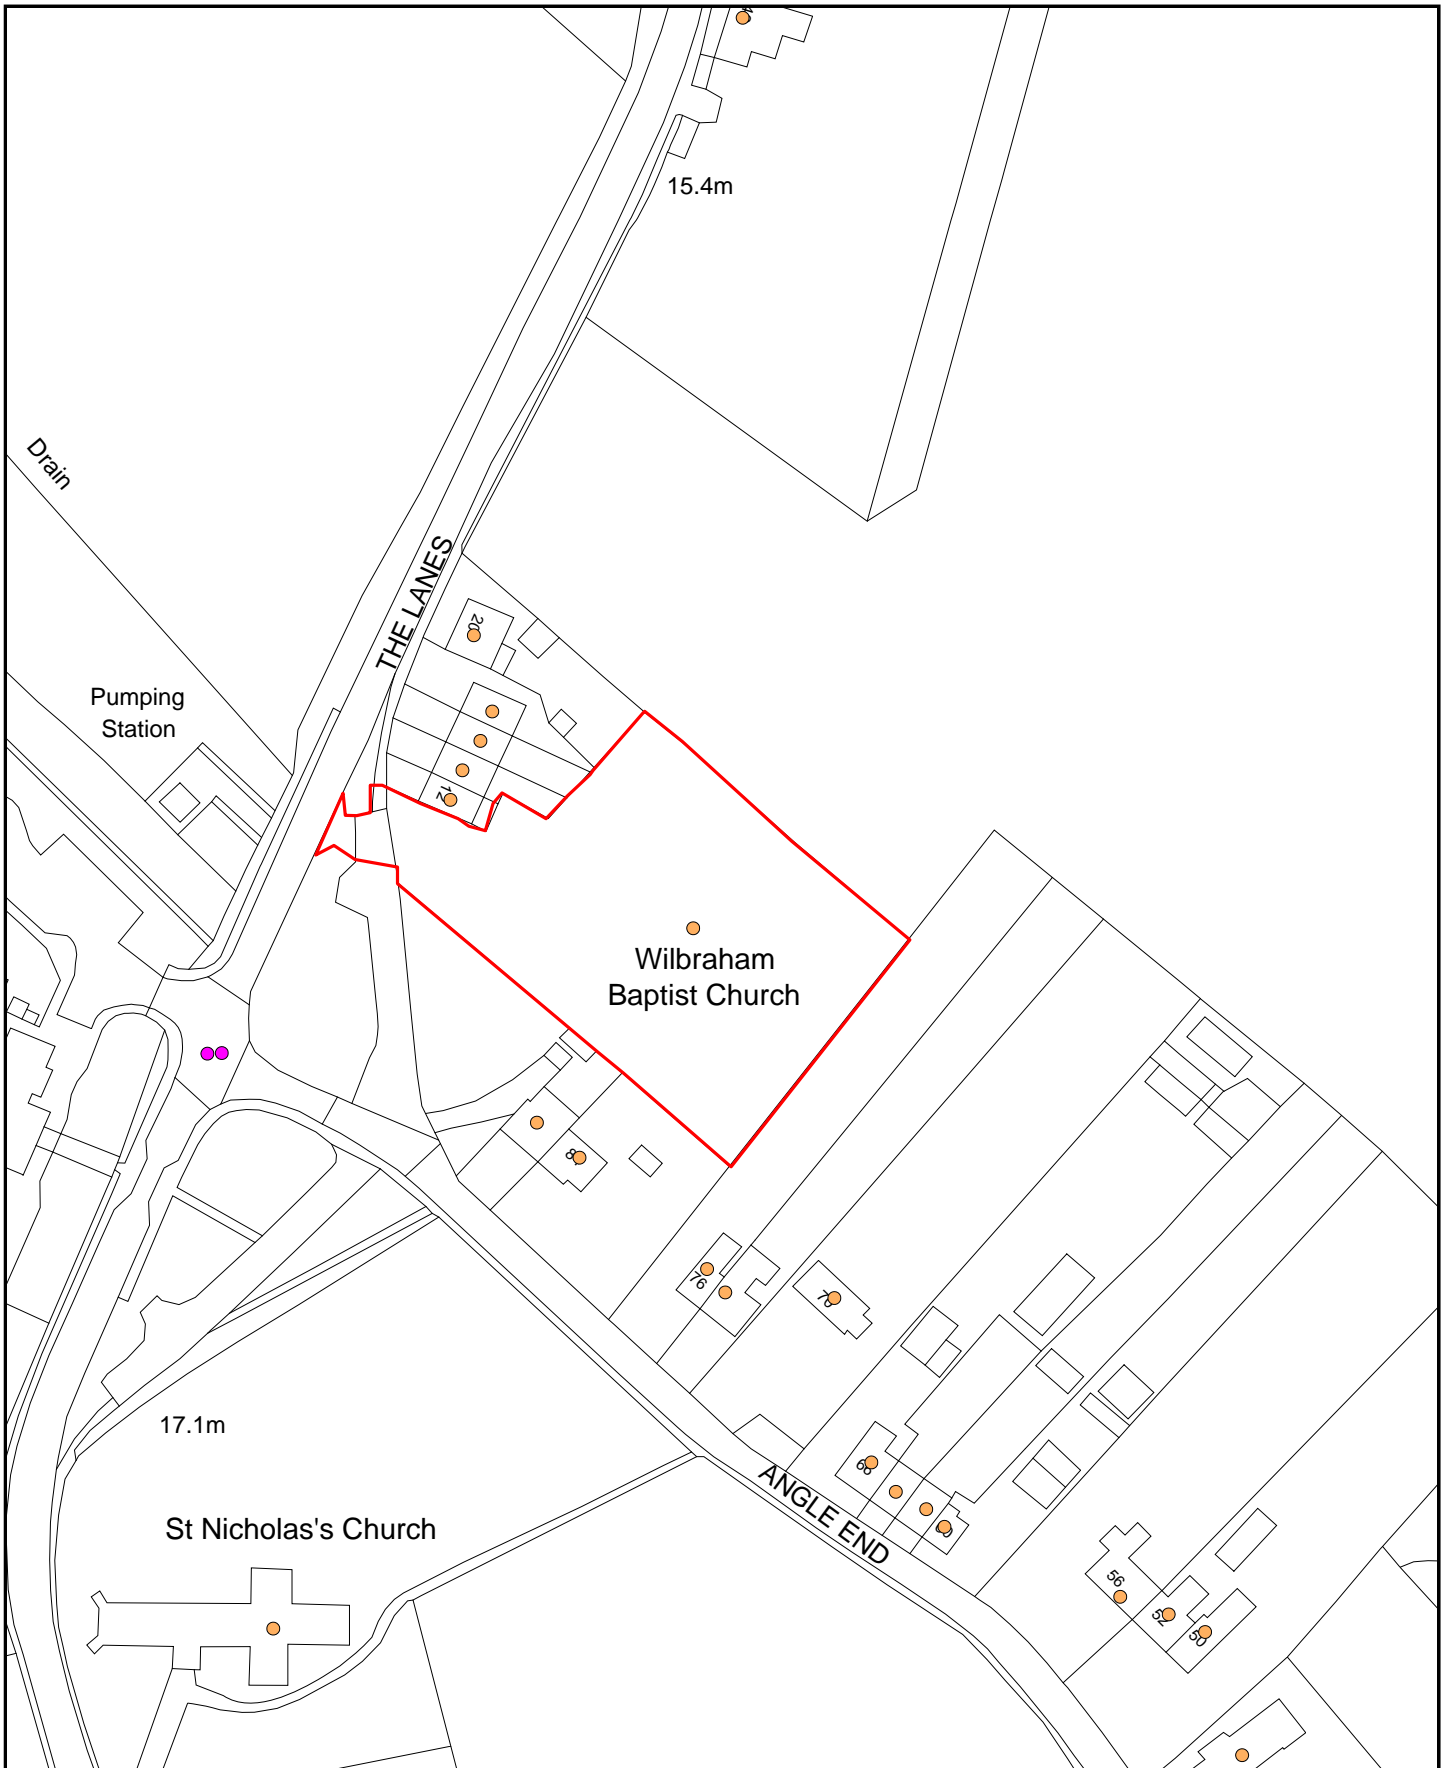 15.4m
Drain
THE LANES
20
Pumping
Station
12
Wilbraham
Baptist Church
76
70
17.1m
68
ANGLE END
60
St Nicholas's Church
56
52
50